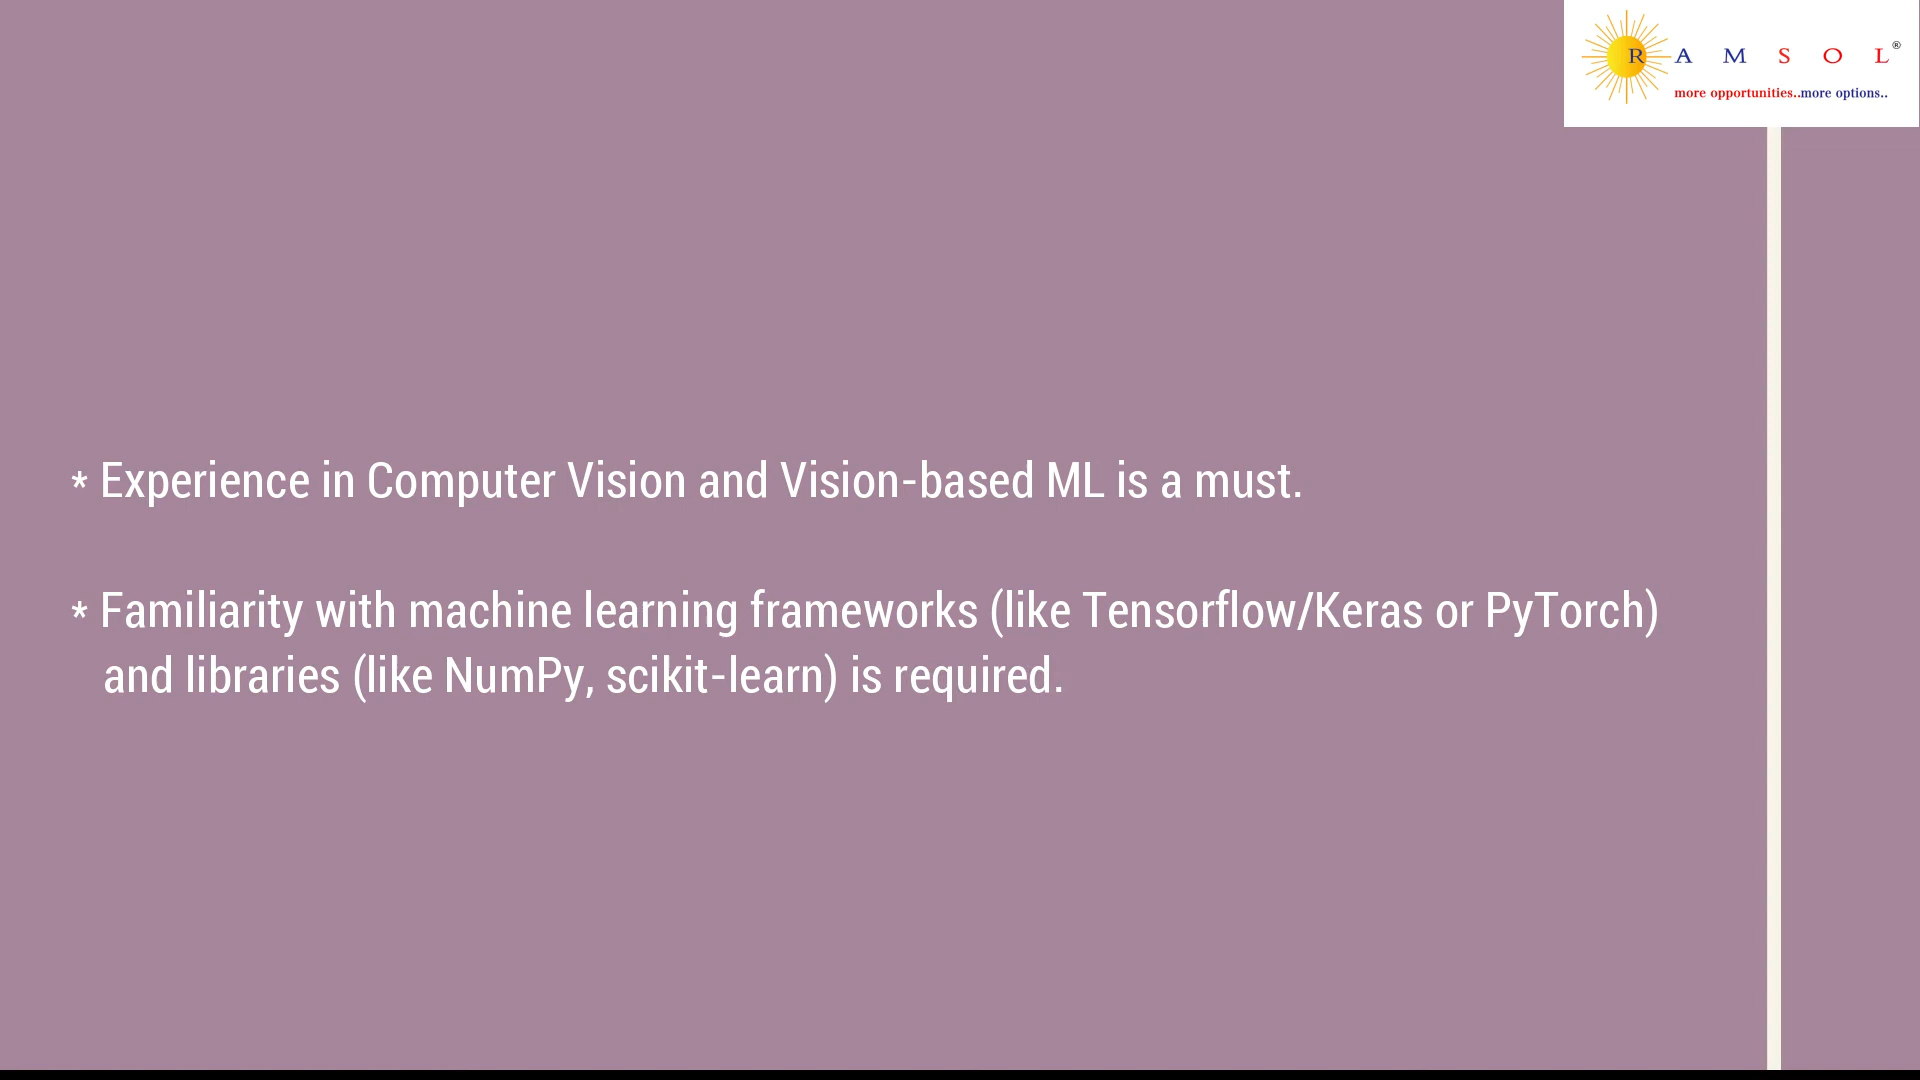 R A M S O L®
more opportunities..more options..
* Experience in Computer Vision and Vision-based ML is a must.
* Familiarity with machine learning frameworks (like Tensorflow/Keras or PyTorch)
and libraries (like NumPy, scikit-learn) is required.